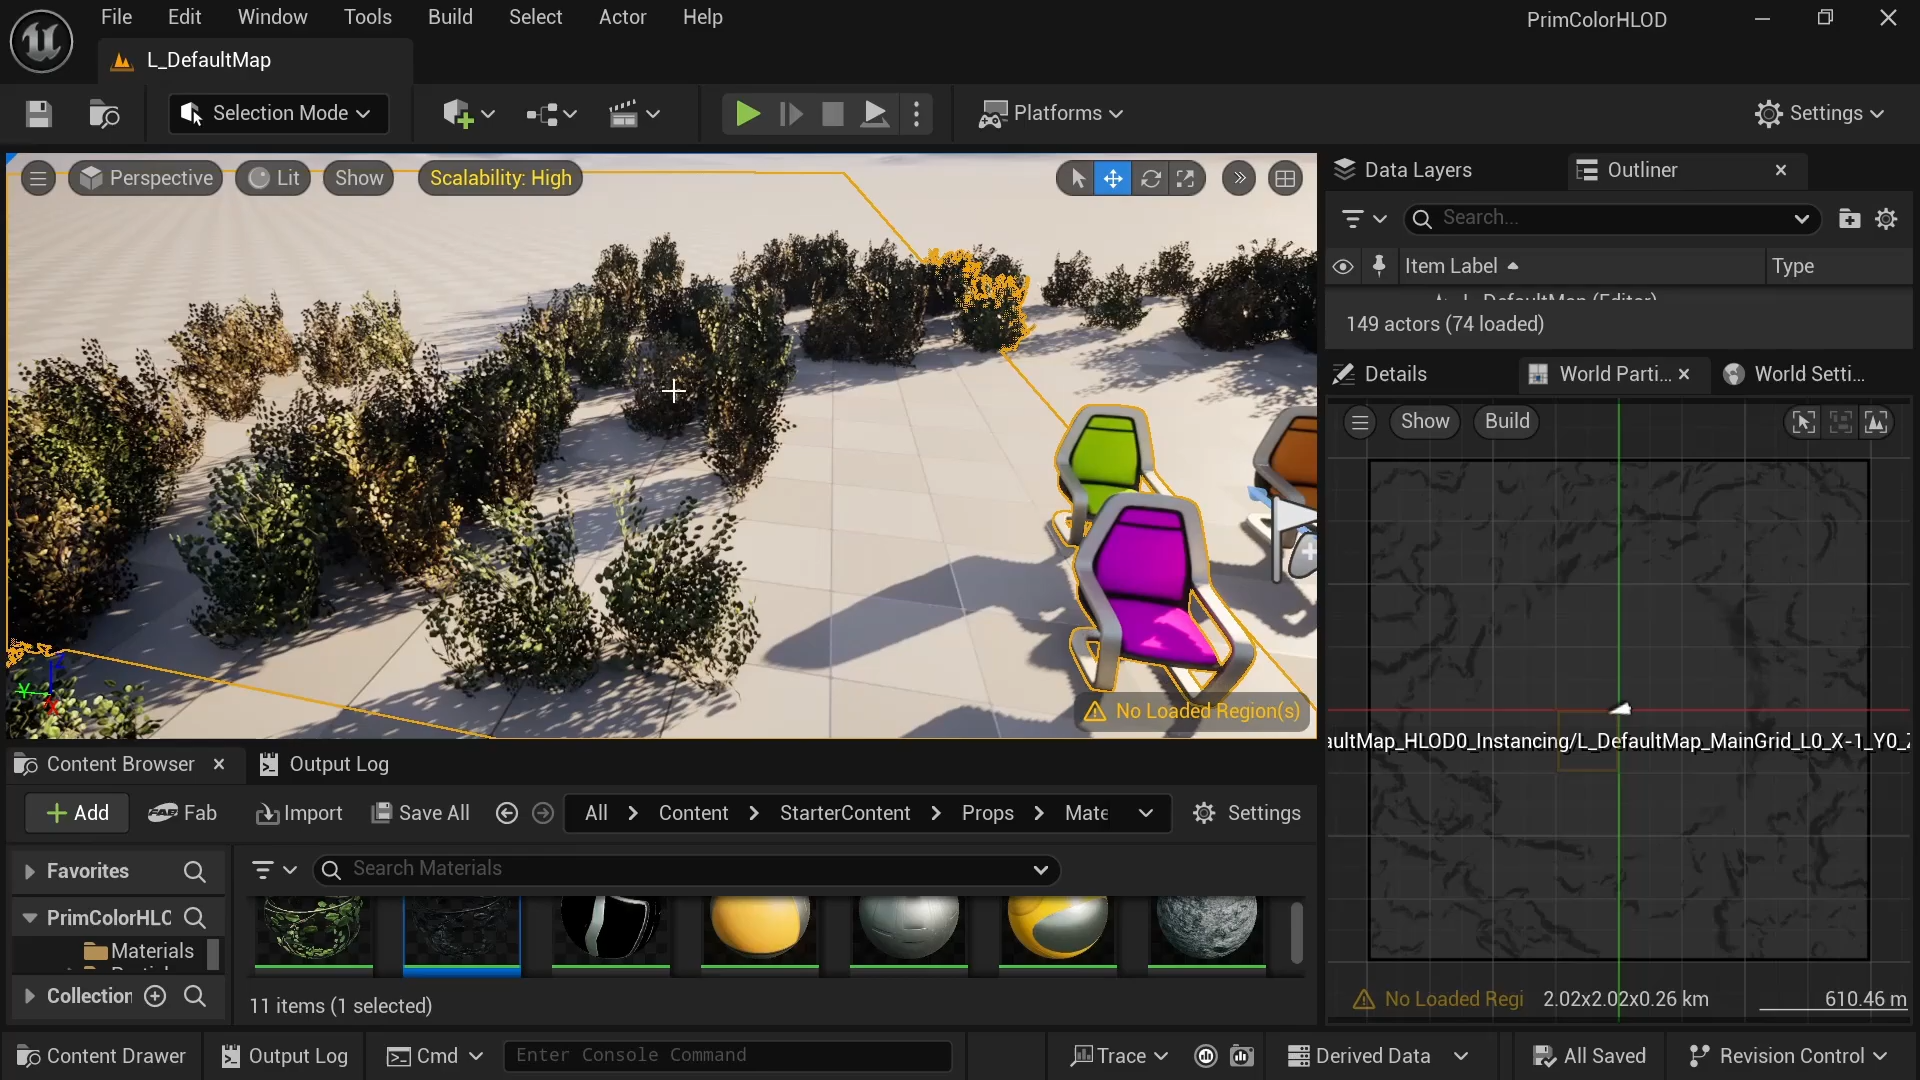 File Edit Window Tools Build Select Actor Help
PrimColorHLOD
L_DefaultMap
Selection Mode
Platforms
Settings
Perspective
Lit
Show
Scalability: High
No Loaded Region(s)
Data Layers
Outliner
Search...
Item Label
Type
L_DefaultMap (Editor)
149 actors (74 loaded)
Details
World Parti...
World Setti...
Show
Build
aultMap_HLOD0_Instancing/L_DefaultMap_MainGrid_L0_X-1_Y0_
No Loaded Regi
2.02x2.02x0.26 km
610.46 m
Content Browser
Output Log
Add
Fab
Import
Save All
All
Content
StarterContent
Props
Mate
Settings
Favorites
Search Materials
PrimColorHLC
Materials
Collection
11 items (1 selected)
Content Drawer
Output Log
Cmd
Enter Console Command
Trace
Derived Data
All Saved
Revision Control